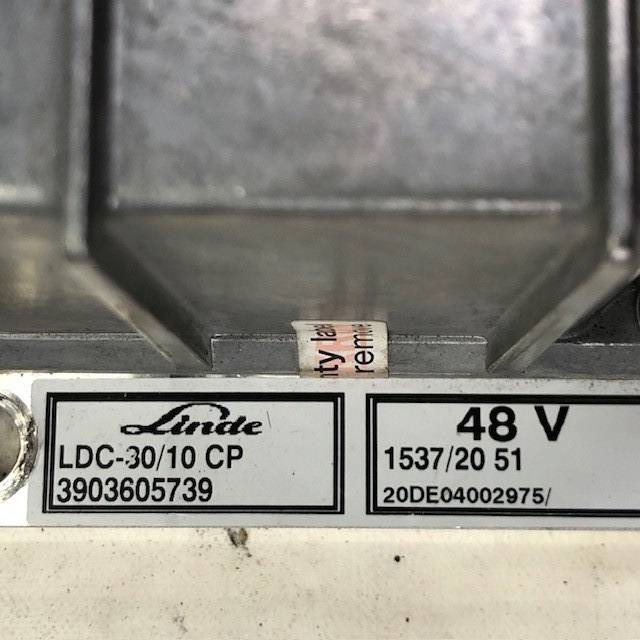 Linde
LDC-30/10 CP
3903605739
48 V
1537/20 51
20DE04002975/